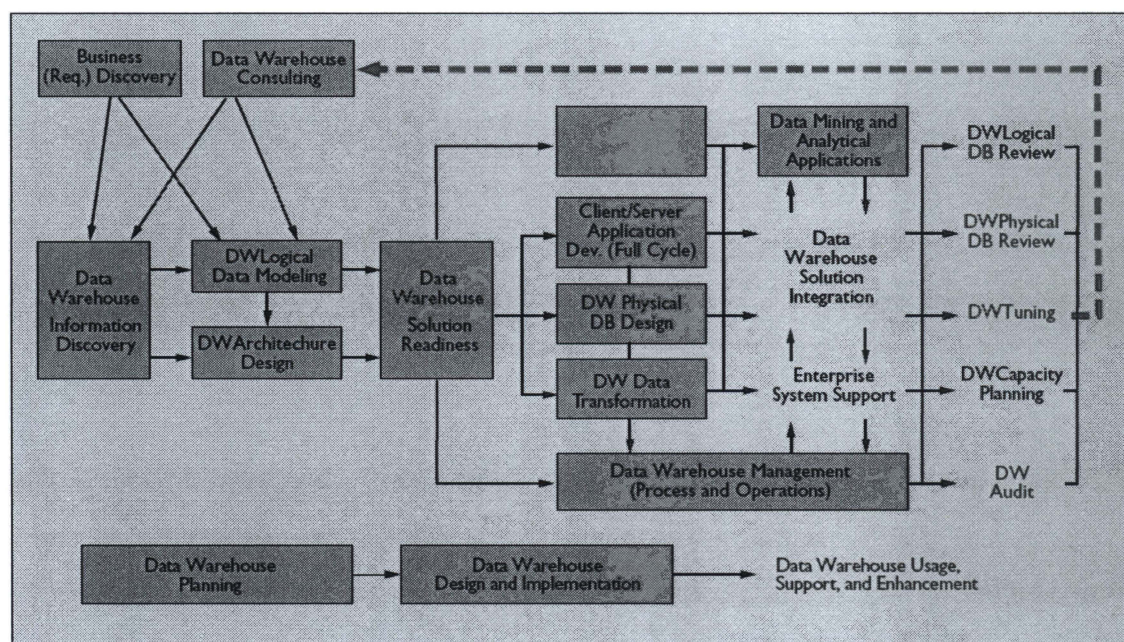 Business
(Req.) Discovery
Data Warehouse
Consulting
Data Mining and
Analytical
Applications
DWLogical
DB Review
Client/Server
Application
Dev. (Full Cycle)
DWPhysical
DB Review
Data
Warehouse
Information
Discovery
DWLogical
Data Modeling
Data
Warehouse
Solution
Readiness
Data
Warehouse
Solution
Integration
DW Physical
DB Design
DWTuning
DWArchitechure
Design
DW Data
Transformation
Enterprise
System Support
DWCapacity
Planning
Data Warehouse Management
(Process and Operations)
DW
Audit
Data Warehouse
Planning
Data Warehouse
Design and Implementation
Data Warehouse Usage,
Support, and Enhancement